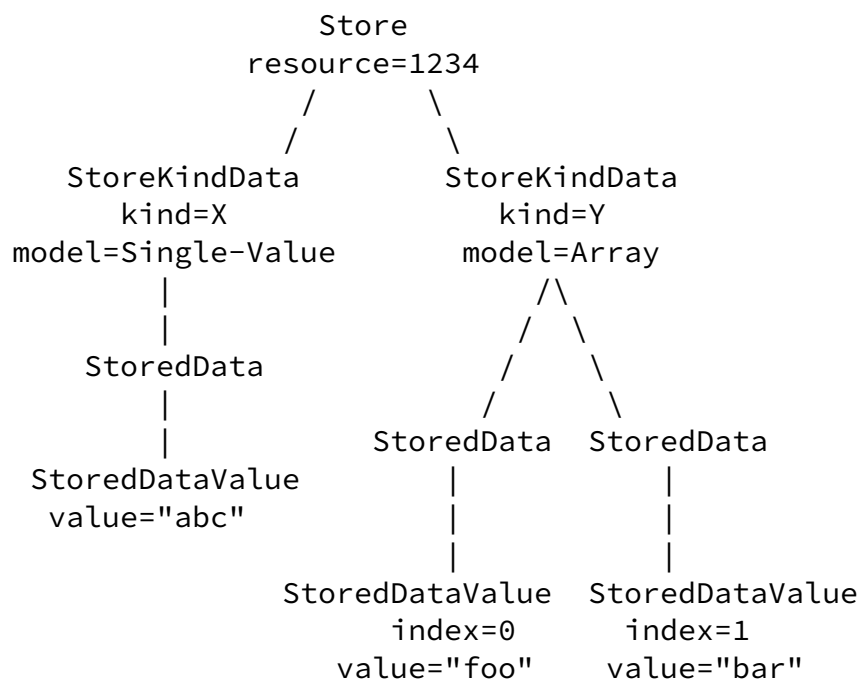 Store
resource=1234
/ \
/ \
StoreKindData StoreKindData
kind=X kind=Y
model=Single-Value model=Array
| /\
| / \
StoredData / \
| / \
| StoredData StoredData
StoredDataValue | |
value="abc" | |
| |
StoredDataValue StoredDataValue
index=0 index=1
value="foo" value="bar"